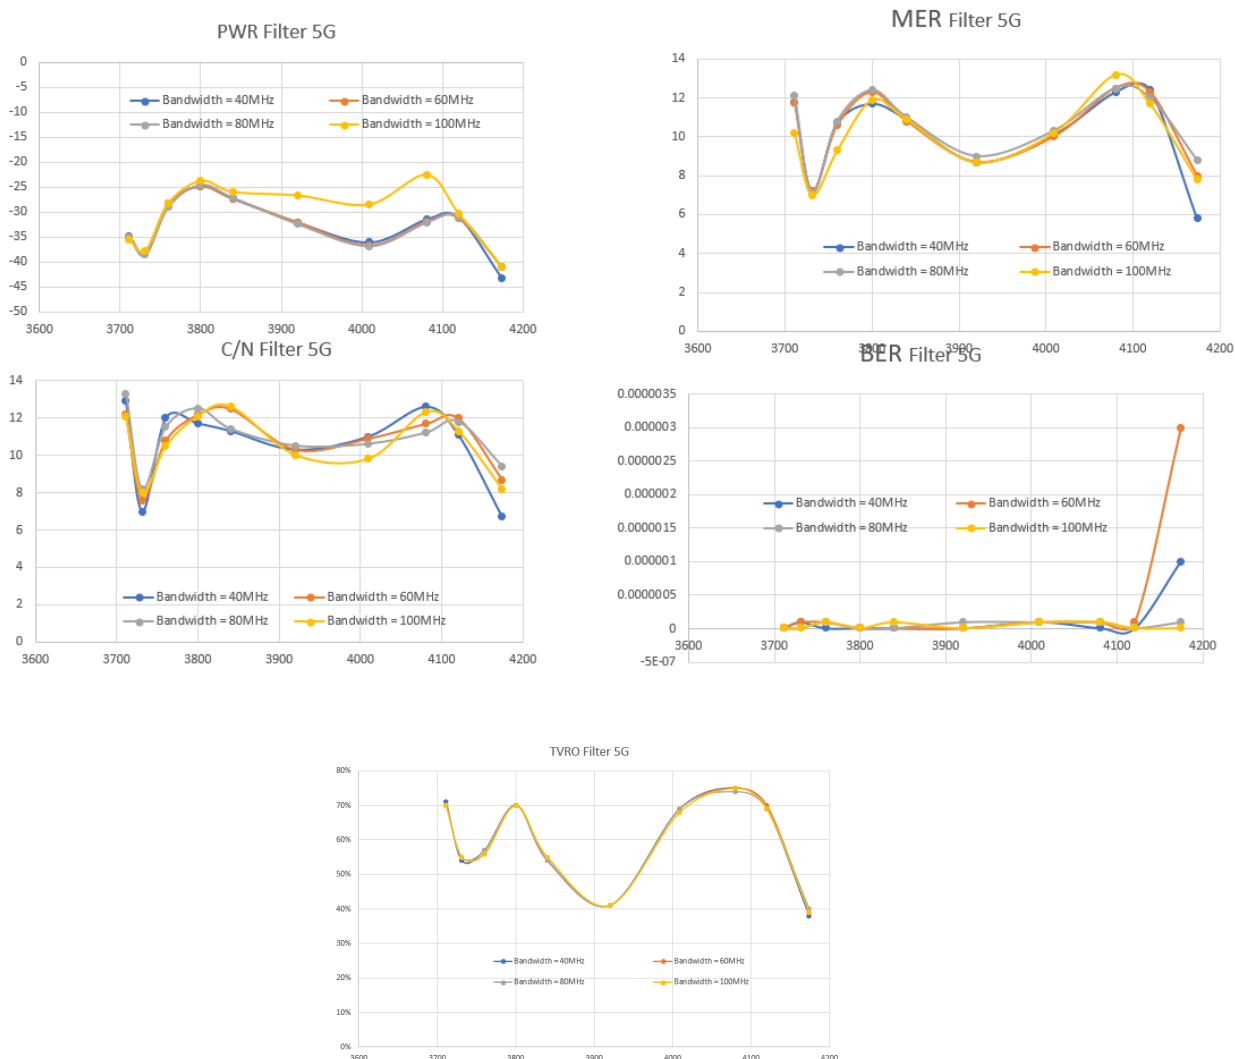 PWR Filter 5G
0
-5
-10
-15
-20
-25
-30
-35
-40
-45
-50
Bandwidth = 40MHz
Bandwidth = 60MHz
Bandwidth = 80MHz
Bandwidth = 100MHz
3600 3700 3800 3900 4000 4100 4200
MER Filter 5G
14
12
10
8
6
4
2
0
Bandwidth = 40MHz
Bandwidth = 60MHz
Bandwidth = 80MHz
Bandwidth = 100MHz
3600 3700 3800 3900 4000 4100 4200
C/N Filter 5G
14
12
10
8
6
4
2
0
Bandwidth = 40MHz
Bandwidth = 60MHz
Bandwidth = 80MHz
Bandwidth = 100MHz
3600 3700 3800 3900 4000 4100 4200
BER Filter 5G
0.0000035
0.000003
0.0000025
0.000002
0.0000015
0.000001
0.0000005
0
-5E-07
Bandwidth = 40MHz
Bandwidth = 60MHz
Bandwidth = 80MHz
Bandwidth = 100MHz
3600 3700 3800 3900 4000 4100 4200
TVRO Filter 5G
80%
70%
60%
50%
40%
30%
20%
10%
0%
Bandwidth = 40MHz
Bandwidth = 60MHz
Bandwidth = 80MHz
Bandwidth = 100MHz
3600 3700 3800 3900 4000 4100 4200